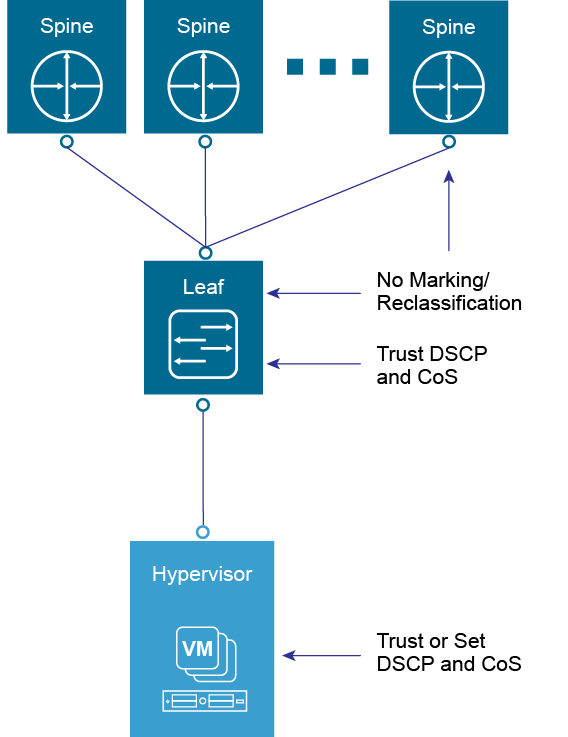 Spine
Spine
Spine
No Marking/
Reclassification
Leaf
Trust DSCP
and CoS
Hypervisor
VM
Trust or Set
DSCP and CoS